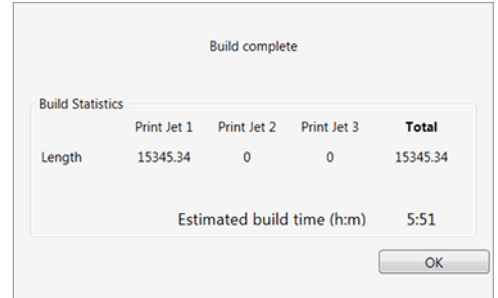 Build complete
Build Statistics
Print Jet 1 Print Jet 2 Print Jet 3 Total
Length 15345.34 0 0 15345.34
Estimated build time (h:m) 5:51
OK